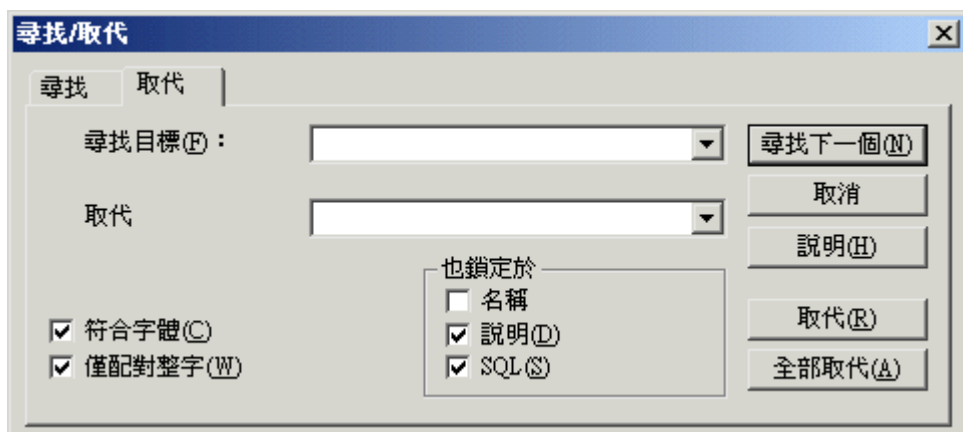 尋找/取代
尋找 取代
尋找目標(F)：
尋找下一個(N)
取消
取代
說明(H)
也鎖定於
名稱
說明(D)
SQL(S)
符合字體(C)
僅配對整字(W)
取代(R)
全部取代(A)